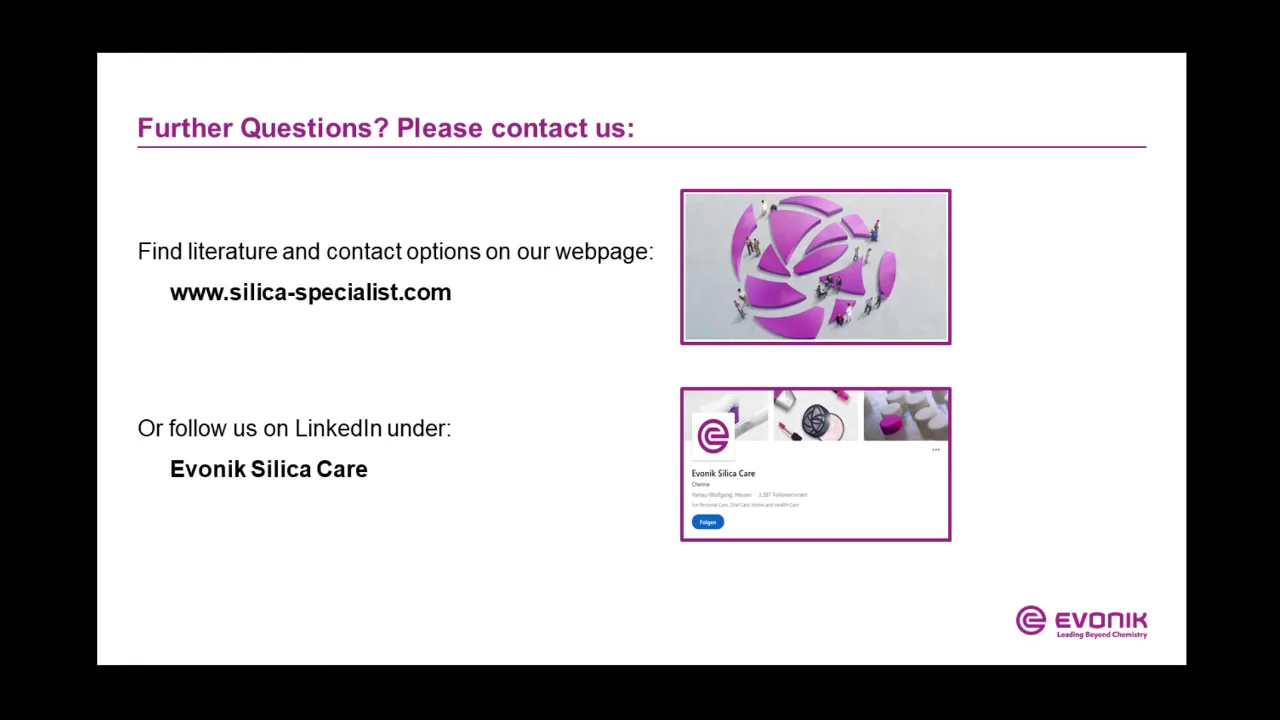 Further Questions? Please contact us:
Find literature and contact options on our webpage:
www.silica-specialist.com
Or follow us on LinkedIn under:
Evonik Silica Care
Evonik Silica Care
Chemie
Hanau-Wolfgang, Hessen · 3.387 Follower:innen
For Personal Care, Oral Care, Home and Health Care
Folgen
EVONIK
Leading Beyond Chemistry